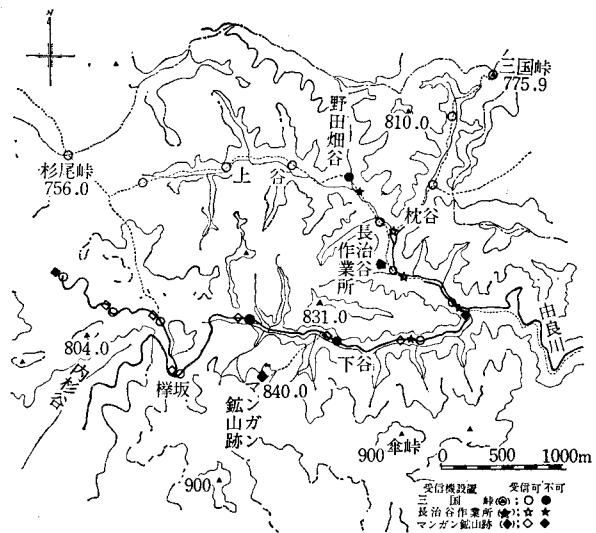 N
三国峠
775.9
野田畑谷
810.0
杉尾峠
756.0
上谷
枕谷
長治谷
作業所
831.0
由良川
804.0
内杉谷
下谷
欅坂
840.0
マンガン
鉱山跡
傘峠
900
900
0 500 1000m
受信機設置 受信可 不可
三国峠
長治谷作業所
マンガン鉱山跡